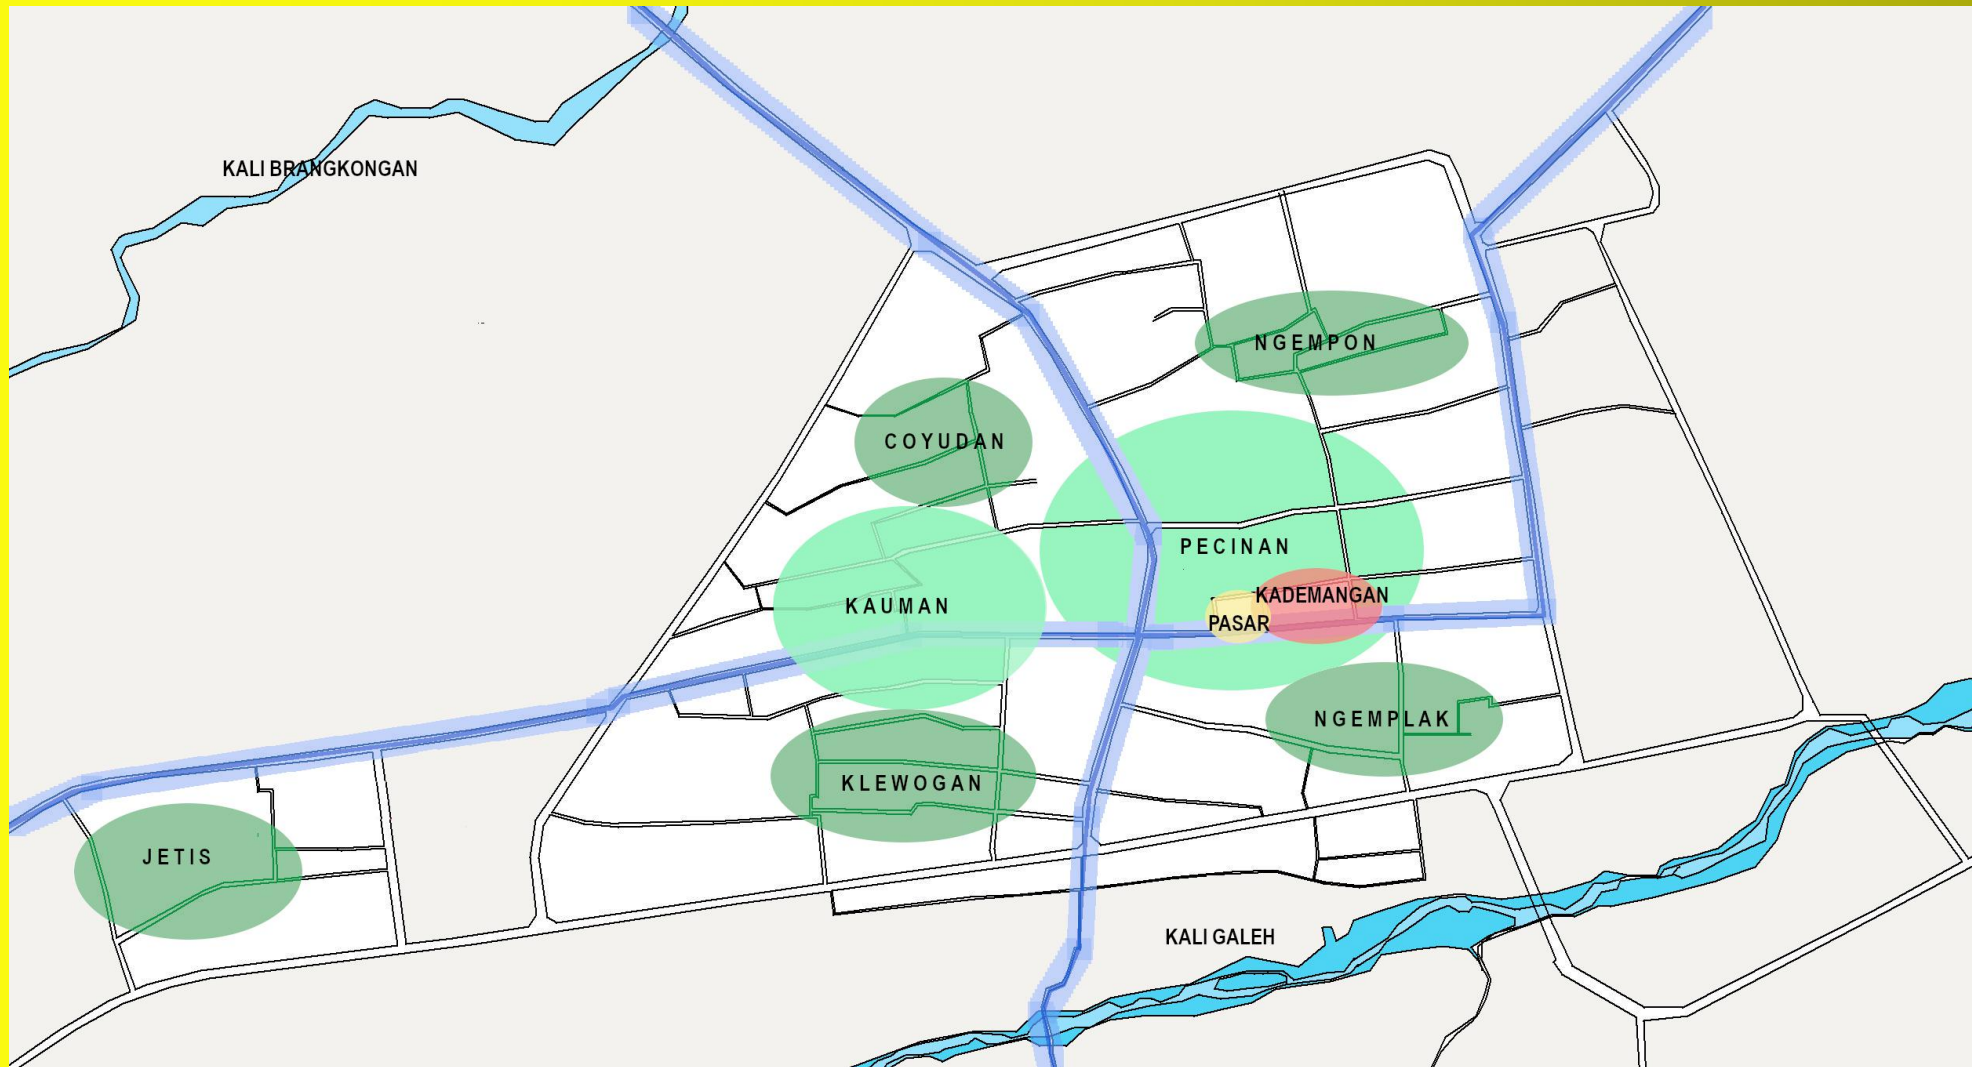 KALI BRANGKONGAN
NGEMPON
COYUDAN
PECINAN
KADEMANGAN
KAUMAN
PASAR
NGEMPLAK
KLEWOGAN
JETIS
KALI GALEH